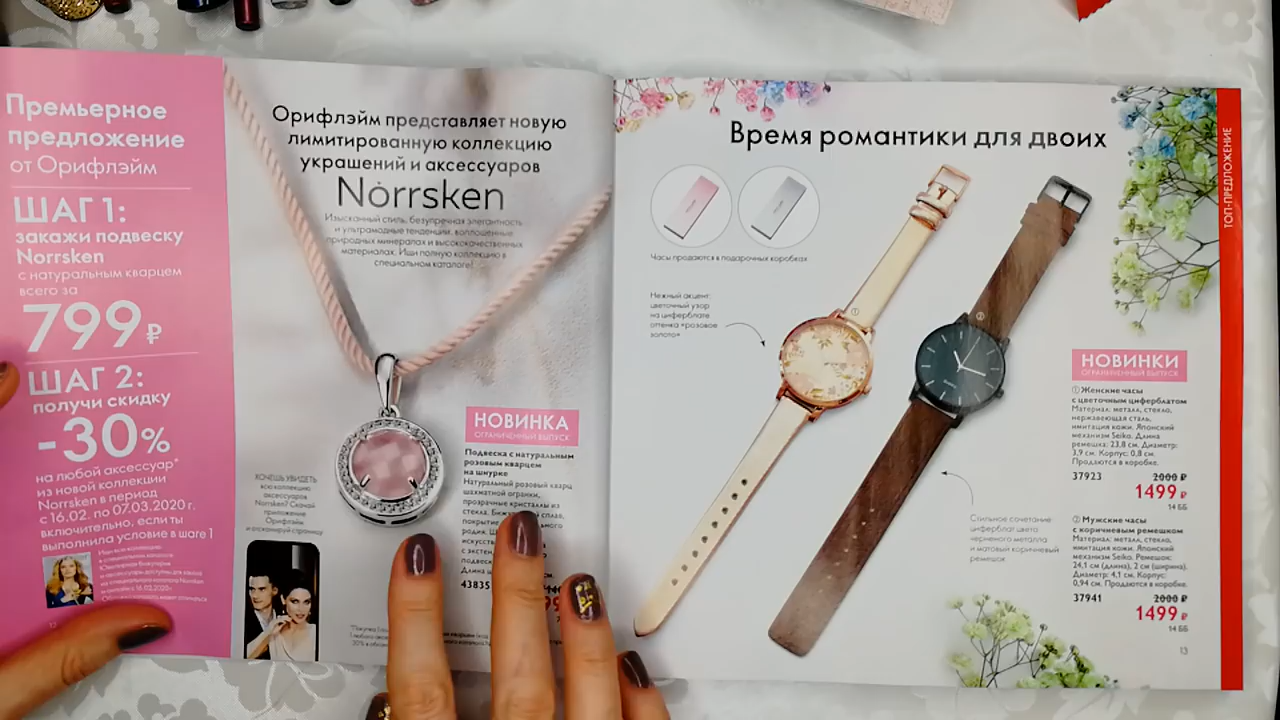 Премьерное
предложение
от Орифлэйм
ШАГ 1:
закажи подвеску
Norrsken
с натуральным кварцем
всего за
799 ₽
ШАГ 2:
получи скидку
-30%
на любой аксессуар*
из новой коллекции
Norrsken в период
с 16.02. по 07.03.2020 г.
включительно, если ты
выполнила условие в шаге 1
Орифлэйм представляет новую
лимитированную коллекцию
украшений и аксессуаров
Norrsken
Изысканный стиль, безупречная элегантность
и ультрамодные тенденции, воплощенные
природных минералах и высококачественных
материалах. Ищи полную коллекцию в
специальном каталоге!
ХОЧЕШЬ УВИДЕТЬ
всю коллекцию
аксессуаров
Norrsken? Скачай
приложение
Орифлэйм
и отсканируй страницу
НОВИНКА
ОГРАНИЧЕННЫЙ ВЫПУСК
Подвеска с натуральным
розовым кварцем
на шнурке
Натуральный розовый кварц
шахматной огранки,
прозрачные кристаллы из
стекла.
43835
Время романтики для двоих
Часы продаются в подарочных коробках
Нежный акцент:
цветочный узор
на циферблате
оттенка «розовое
золото»
①
②
Стильное сочетание:
циферблат цвета
черненого металла
и матовый коричневый
ремешок
ТОП-ПРЕДЛОЖЕНИЕ
НОВИНКИ
ОГРАНИЧЕННЫЙ ВЫПУСК
① Женские часы
с цветочным циферблатом
Материал: металл, стекло,
нержавеющая сталь,
имитация кожи. Японский
механизм Seiko. Длина
ремешка: 23,8 см. Диаметр:
3,9 см. Корпус: 0,8 см.
Продаются в коробке.
37923 2000 ₽
1499 ₽
14 ББ
② Мужские часы
с коричневым ремешком
Материал: металл, стекло,
имитация кожи. Японский
механизм Seiko. Ремешок:
24,1 см (длина), 2 см (ширина).
Диаметр: 4,1 см. Корпус:
0,94 см. Продаются в коробке.
37941 2000 ₽
1499 ₽
14 ББ
13